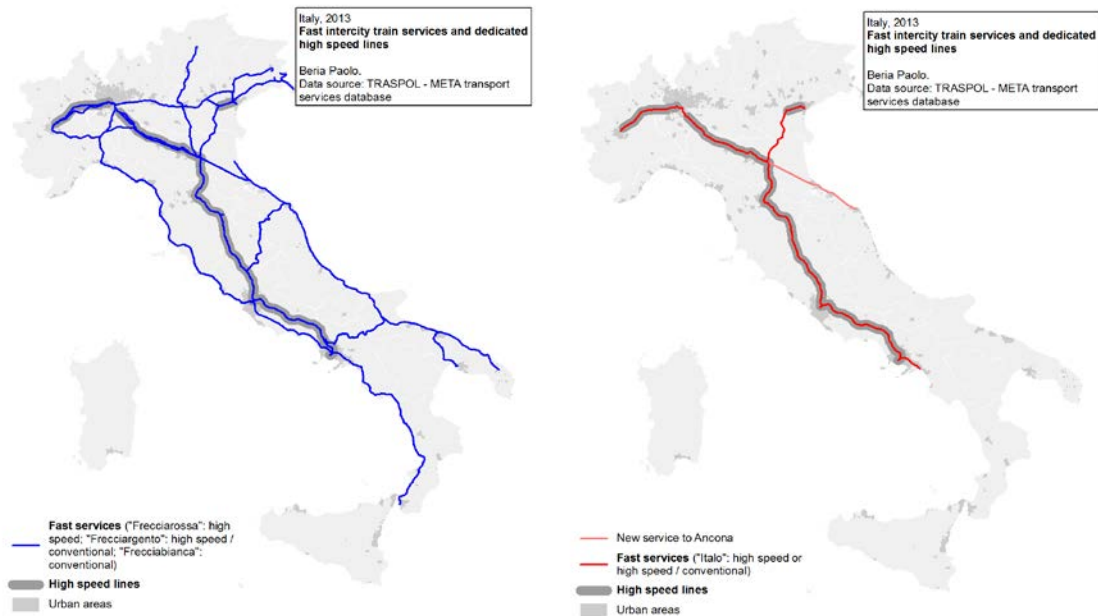 Italy, 2013
Fast intercity train services and dedicated
high speed lines
Beria Paolo.
Data source: TRASPOL - META transport
services database
Fast services ("Frecciarossa": high
speed; "Frecciargento": high speed /
conventional; "Frecciabianca":
conventional)
High speed lines
Urban areas
Italy, 2013
Fast intercity train services and dedicated
high speed lines
Beria Paolo.
Data source: TRASPOL - META transport
services database
New service to Ancona
Fast services ("Italo": high speed or
high speed / conventional)
High speed lines
Urban areas